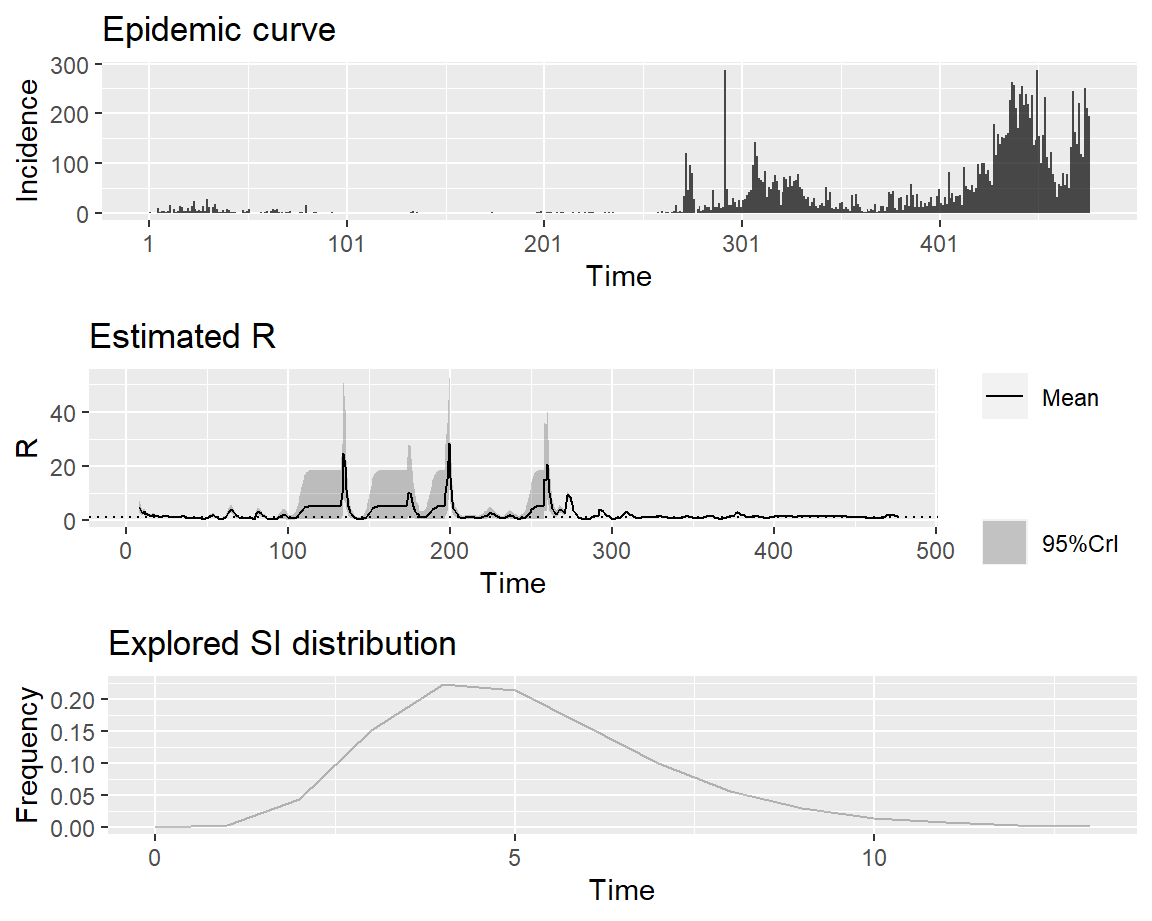 Epidemic curve
Incidence
300
200
100
0
1 101 201 301 401
Time
Estimated R
R
40
20
0
0 100 200 300 400 500
Time
Mean
95%CrI
Explored SI distribution
Frequency
0.20
0.15
0.10
0.05
0.00
0 5 10
Time